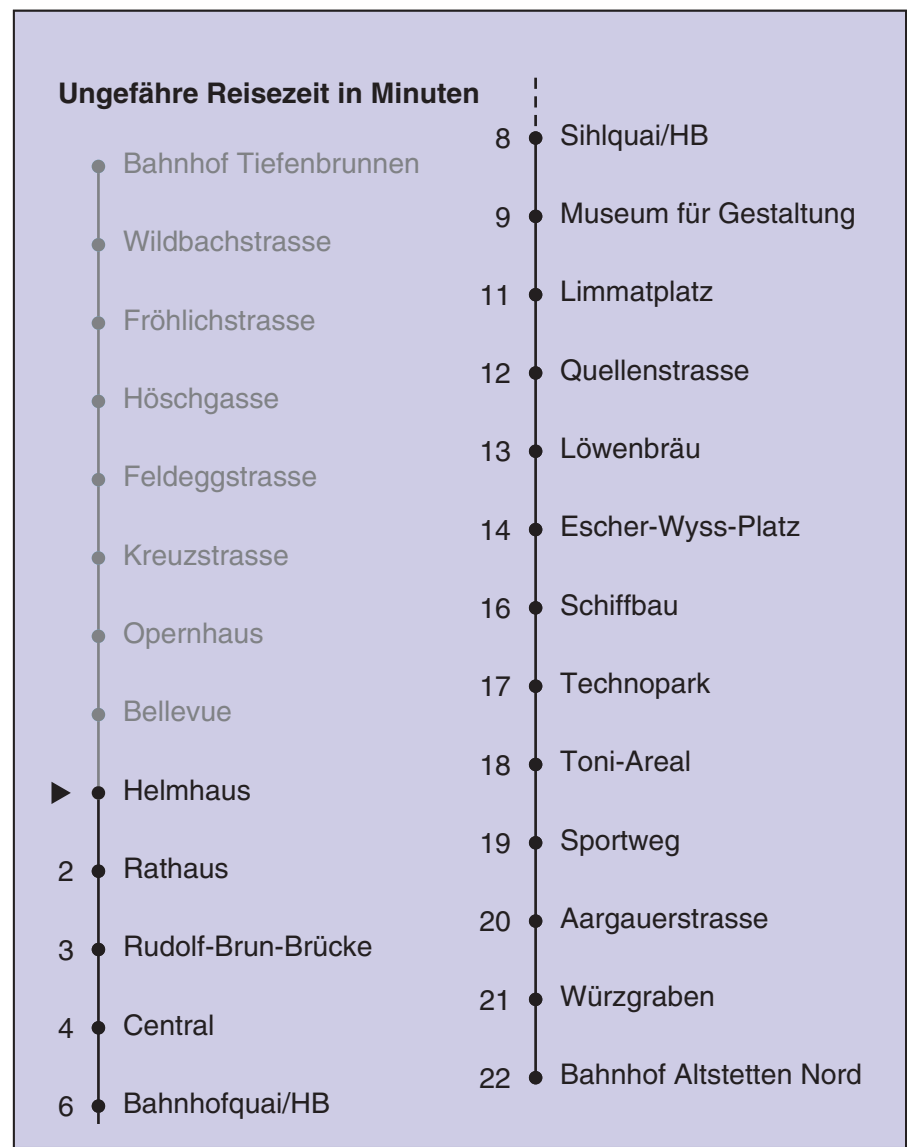 Ungefähre Reisezeit in Minuten
Bahnhof Tiefenbrunnen
Wildbachstrasse
Fröhlichstrasse
Höschgasse
Feldeggstrasse
Kreuzstrasse
Opernhaus
Bellevue
Helmhaus
2 Rathaus
3 Rudolf-Brun-Brücke
4 Central
6 Bahnhofquai/HB
8 Sihlquai/HB
9 Museum für Gestaltung
11 Limmatplatz
12 Quellenstrasse
13 Löwenbräu
14 Escher-Wyss-Platz
16 Schiffbau
17 Technopark
18 Toni-Areal
19 Sportweg
20 Aargauerstrasse
21 Würzgraben
22 Bahnhof Altstetten Nord